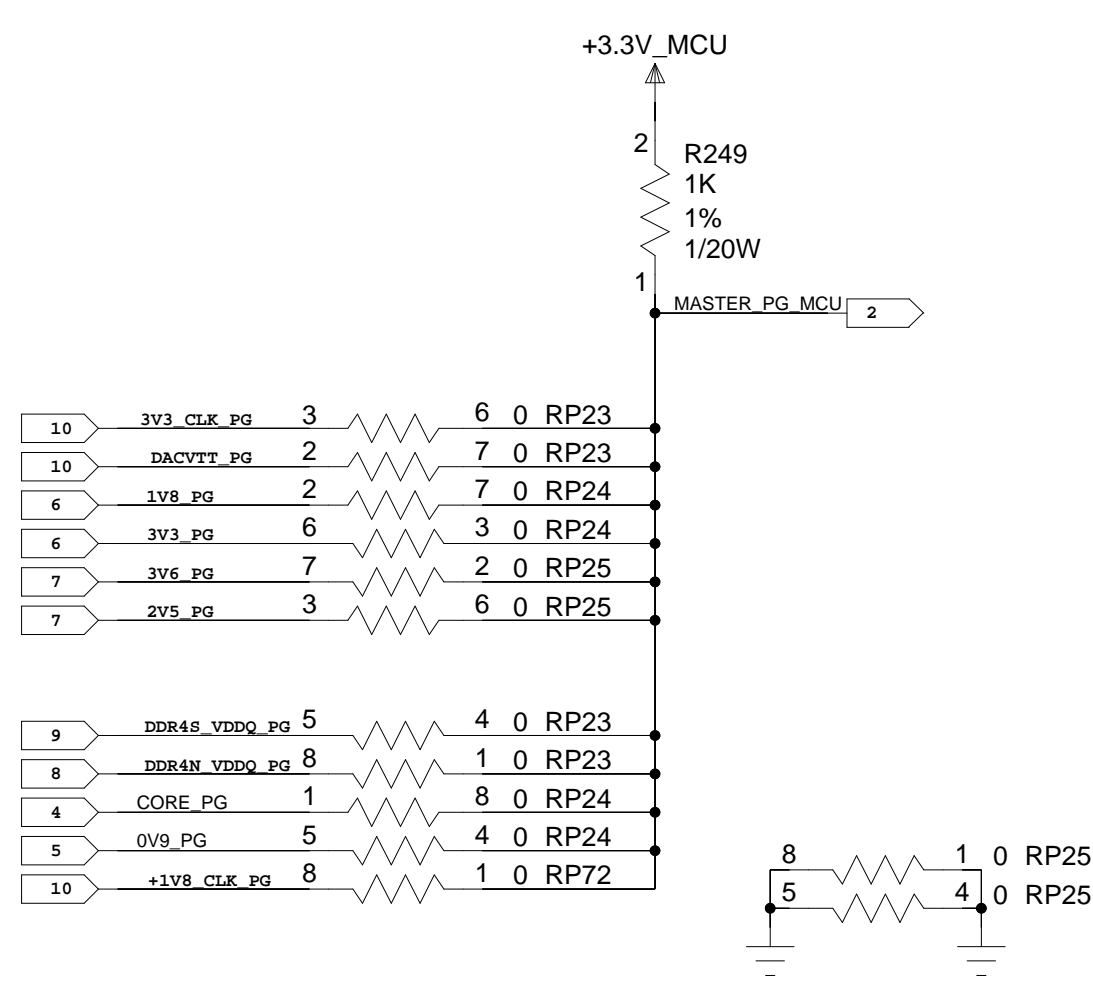 +3.3V_MCU
2
R249
1K
1%
1/20W
1
MASTER_PG_MCU 2
10 3V3_CLK_PG 3 6 0 RP23
10 DACVTT_PG 2 7 0 RP23
6 1V8_PG 2 7 0 RP24
6 3V3_PG 6 3 0 RP24
7 3V6_PG 7 2 0 RP25
7 2V5_PG 3 6 0 RP25
9 DDR4S_VDDQ_PG 5 4 0 RP23
8 DDR4N_VDDQ_PG 8 1 0 RP23
4 CORE_PG 1 8 0 RP24
5 0V9_PG 5 4 0 RP24
10 +1V8_CLK_PG 8 1 0 RP72
8 1 0 RP25
5 4 0 RP25